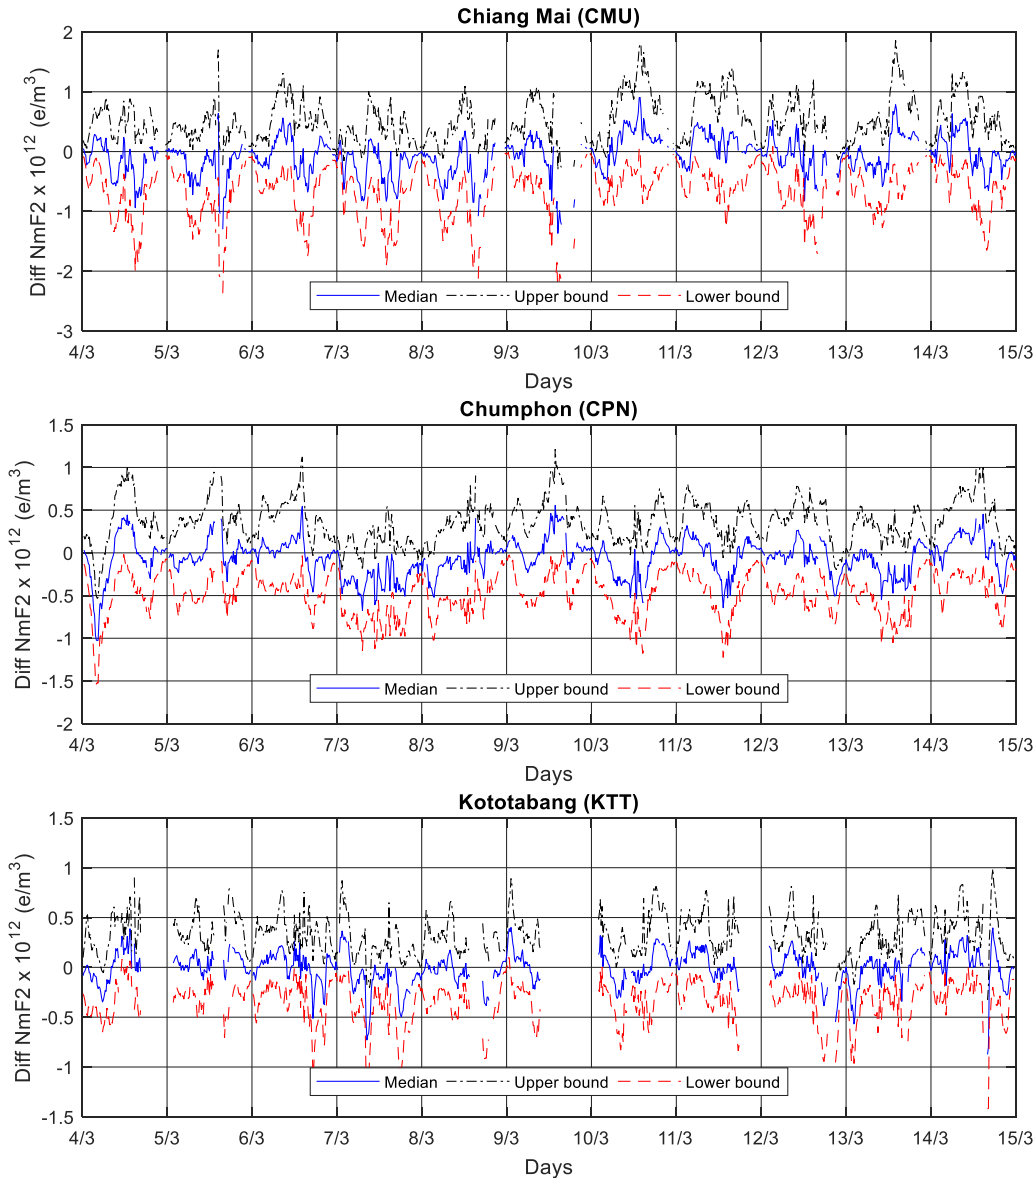 Chiang Mai (CMU)
Diff NmF2 x 10^12 (e/m^3)
2
1
0
-1
-2
-3
Median
Upper bound
Lower bound
4/3 5/3 6/3 7/3 8/3 9/3 10/3 11/3 12/3 13/3 14/3 15/3
Days
Chumphon (CPN)
Diff NmF2 x 10^12 (e/m^3)
1.5
1
0.5
0
-0.5
-1
-1.5
-2
Median
Upper bound
Lower bound
4/3 5/3 6/3 7/3 8/3 9/3 10/3 11/3 12/3 13/3 14/3 15/3
Days
Kototabang (KTT)
Diff NmF2 x 10^12 (e/m^3)
1.5
1
0.5
0
-0.5
-1
-1.5
Median
Upper bound
Lower bound
4/3 5/3 6/3 7/3 8/3 9/3 10/3 11/3 12/3 13/3 14/3 15/3
Days